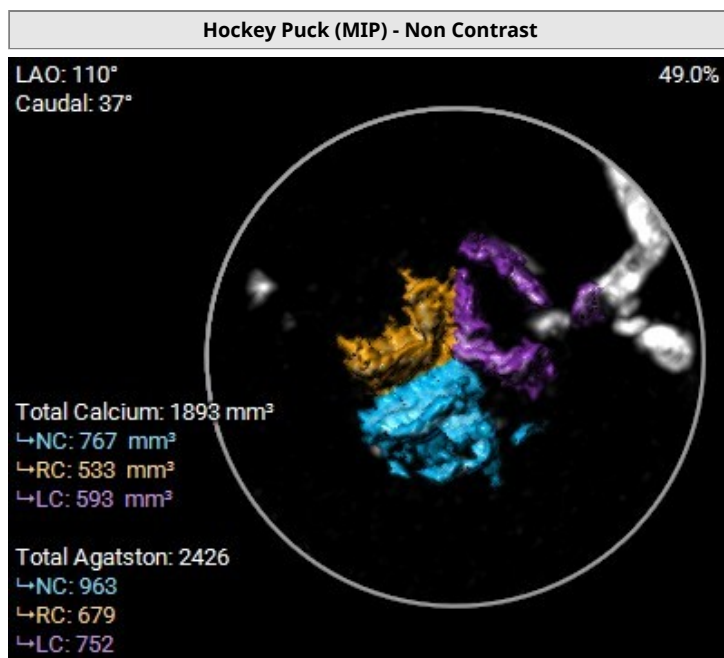 Hockey Puck (MIP) - Non Contrast
LAO: 110°
49.0%
Caudal: 37°
Total Calcium: 1893 mm³
↳NC: 767 mm³
↳RC: 533 mm³
↳LC: 593 mm³
Total Agatston: 2426
↳NC: 963
↳RC: 679
↳LC: 752